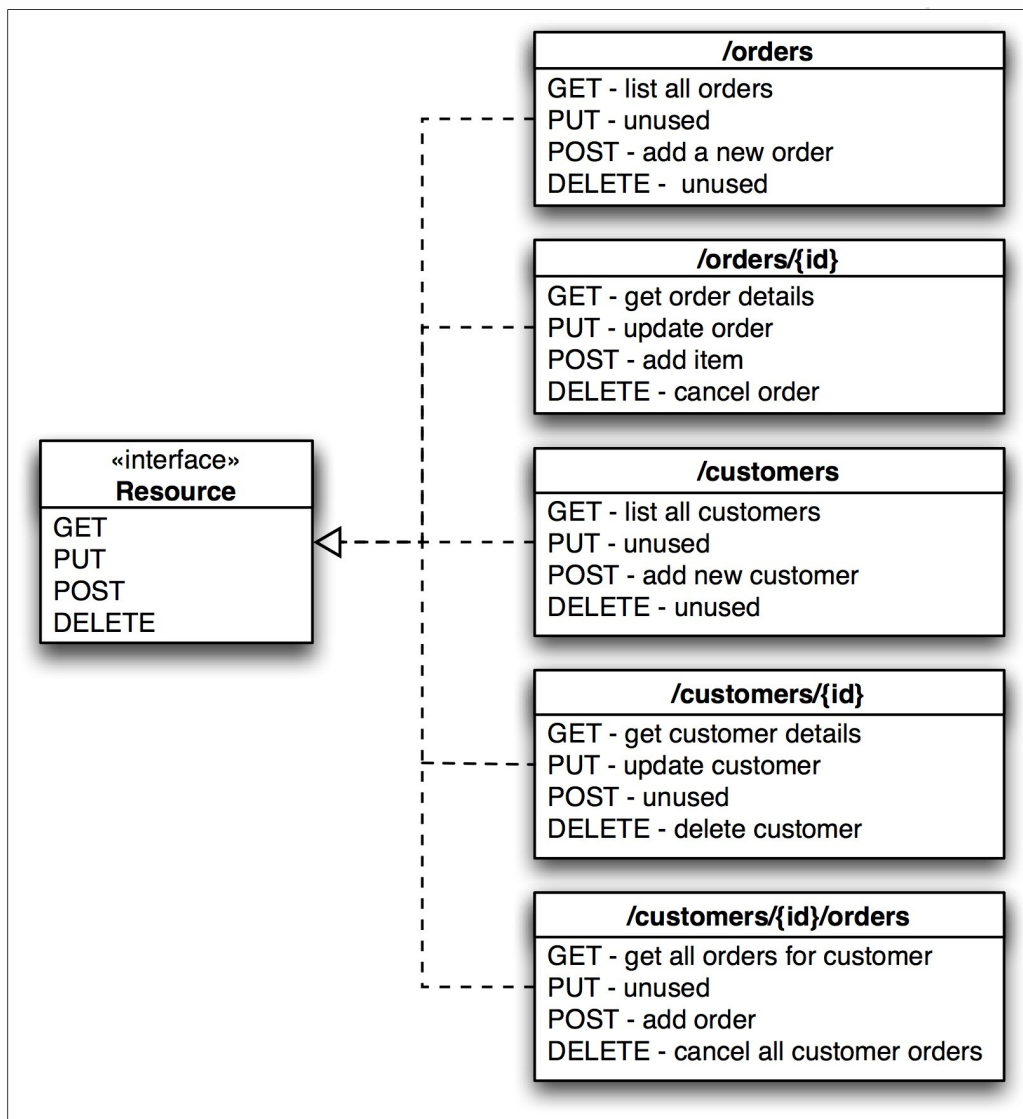 «interface»
Resource
GET
PUT
POST
DELETE
/orders
GET - list all orders
PUT - unused
POST - add a new order
DELETE -  unused
/orders/{id}
GET - get order details
PUT - update order
POST - add item
DELETE - cancel order
/customers
GET - list all customers
PUT - unused
POST - add new customer
DELETE - unused
/customers/{id}
GET - get customer details
PUT - update customer
POST - unused
DELETE - delete customer
/customers/{id}/orders
GET - get all orders for customer
PUT - unused
POST - add order
DELETE - cancel all customer orders